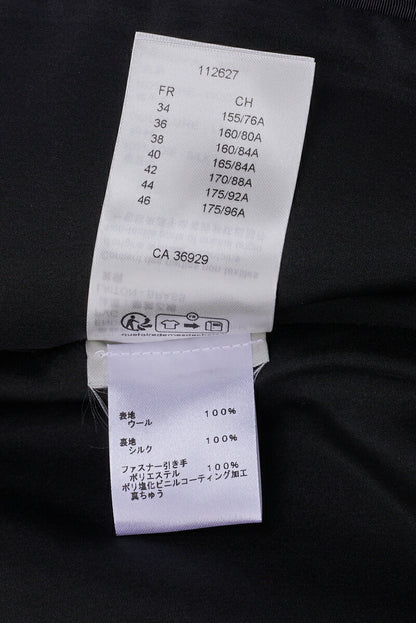 112627
FR CH
34 155/76A
36 160/80A
38 160/84A
40 165/84A
42 170/88A
44 175/92A
46 175/96A
CA 36929
FR
quefairedemesdechets.fr
表地 100%
ウール
裏地 100%
シルク
ファスナー引き手 100%
ポリエステル
ポリ塩化ビニルコーティング加工
真ちゅう